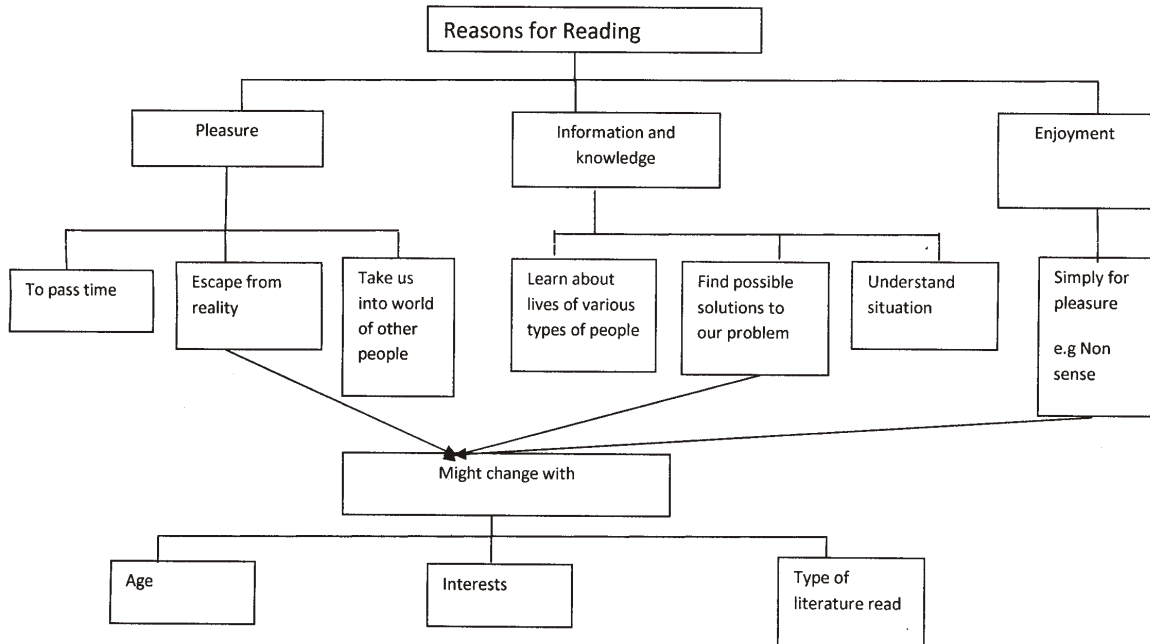 Reasons for Reading
Pleasure
Information and
knowledge
Enjoyment
To pass time
Escape from
reality
Take us
into world
of other
people
Learn about
lives of various
types of people
Find possible
solutions to
our problem
Understand
situation
Simply for
pleasure
e.g Non
sense
Might change with
Age
Interests
Type of
literature read